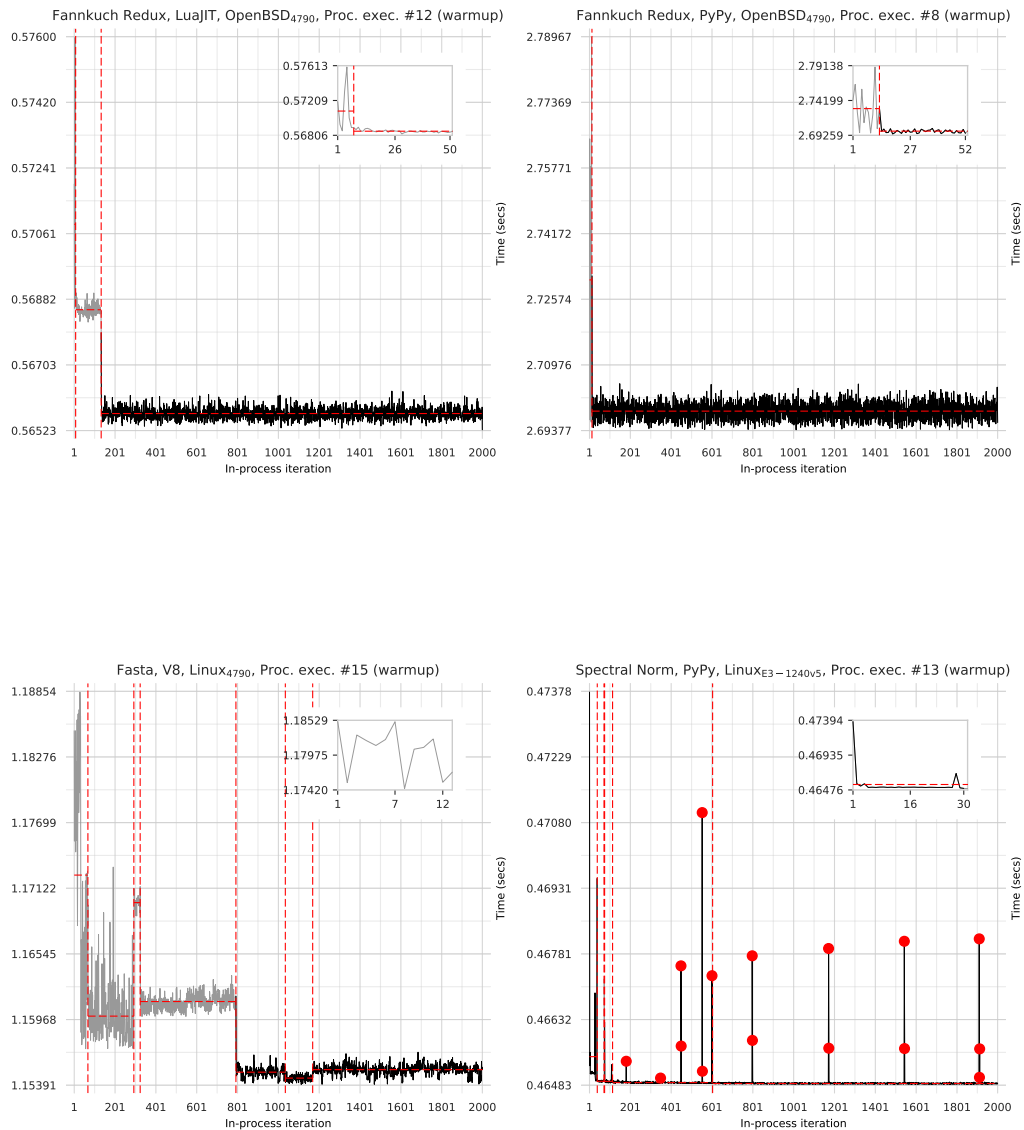 Fannkuch Redux, LuaJIT, OpenBSD4790, Proc. exec. #12 (warmup)
0.57600
0.57420
0.57241
0.57061
0.56882
0.56703
0.56523
0.57613
0.57209
0.56806
1 26 50
1 201 401 601 801 1001 1201 1401 1601 1801 2000
In-process iteration
Time (secs)
Fannkuch Redux, PyPy, OpenBSD4790, Proc. exec. #8 (warmup)
2.78967
2.77369
2.75771
2.74172
2.72574
2.70976
2.69377
2.79138
2.74199
2.69259
1 27 52
1 201 401 601 801 1001 1201 1401 1601 1801 2000
In-process iteration
Time (secs)
Fasta, V8, Linux4790, Proc. exec. #15 (warmup)
1.18854
1.18276
1.17699
1.17122
1.16545
1.15968
1.15391
1.18529
1.17975
1.17420
1 7 12
1 201 401 601 801 1001 1201 1401 1601 1801 2000
In-process iteration
Time (secs)
Spectral Norm, PyPy, LinuxE3−1240v5, Proc. exec. #13 (warmup)
0.47378
0.47229
0.47080
0.46931
0.46781
0.46632
0.46483
0.47394
0.46935
0.46476
1 16 30
1 201 401 601 801 1001 1201 1401 1601 1801 2000
In-process iteration
Time (secs)